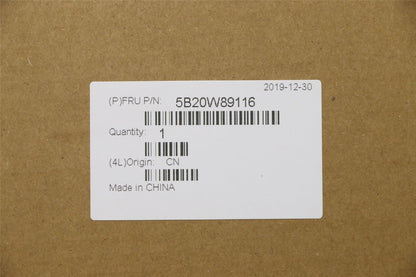 2019-12-30
(P)FRU P/N: 5B20W89116
Quantity: 1
(4L)Origin: CN
Made in CHINA